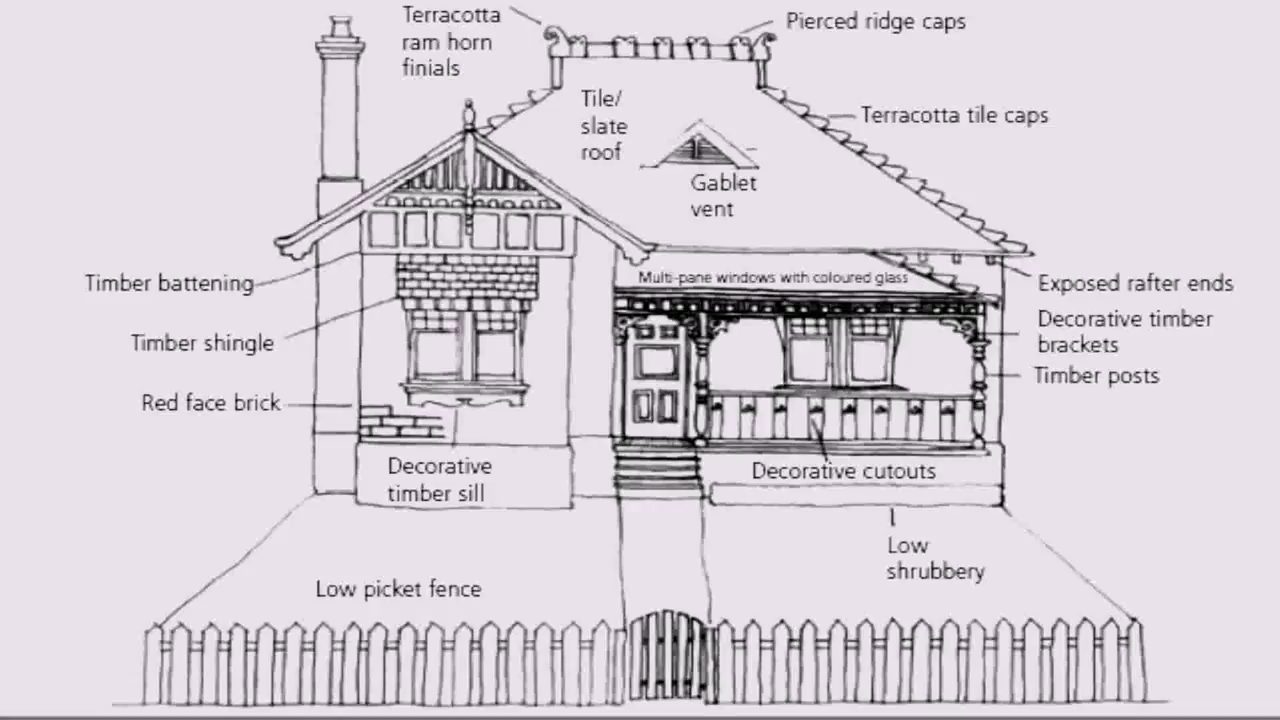 Terracotta
ram horn
finials
Pierced ridge caps
Tile/
slate
roof
Terracotta tile caps
Gablet
vent
Timber battening
Multi-pane windows with coloured glass
Exposed rafter ends
Decorative timber
brackets
Timber shingle
Timber posts
Red face brick
Decorative
timber sill
Decorative cutouts
Low
shrubbery
Low picket fence